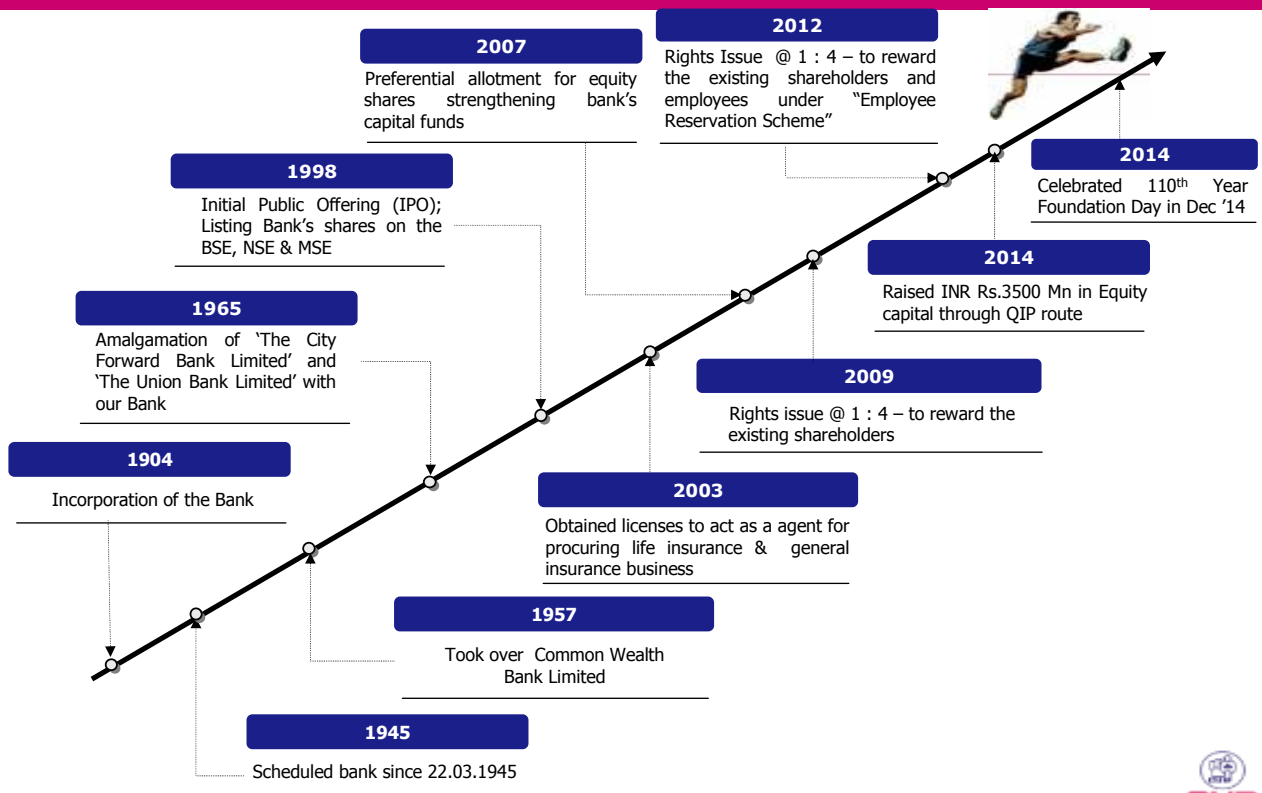 2012
2007
Rights Issue @ 1 : 4 – to reward
the existing shareholders and
employees under "Employee
Reservation Scheme"
Preferential allotment for equity
shares strengthening bank's
capital funds
2014
Celebrated 110th Year
Foundation Day in Dec '14
1998
Initial Public Offering (IPO);
Listing Bank's shares on the
BSE, NSE & MSE
2014
Raised INR Rs.3500 Mn in Equity
capital through QIP route
1965
Amalgamation of 'The City
Forward Bank Limited' and
'The Union Bank Limited' with
our Bank
2009
Rights issue @ 1 : 4 – to reward the
existing shareholders
1904
Incorporation of the Bank
2003
Obtained licenses to act as a agent for
procuring life insurance & general
insurance business
1957
Took over Common Wealth
Bank Limited
1945
Scheduled bank since 22.03.1945